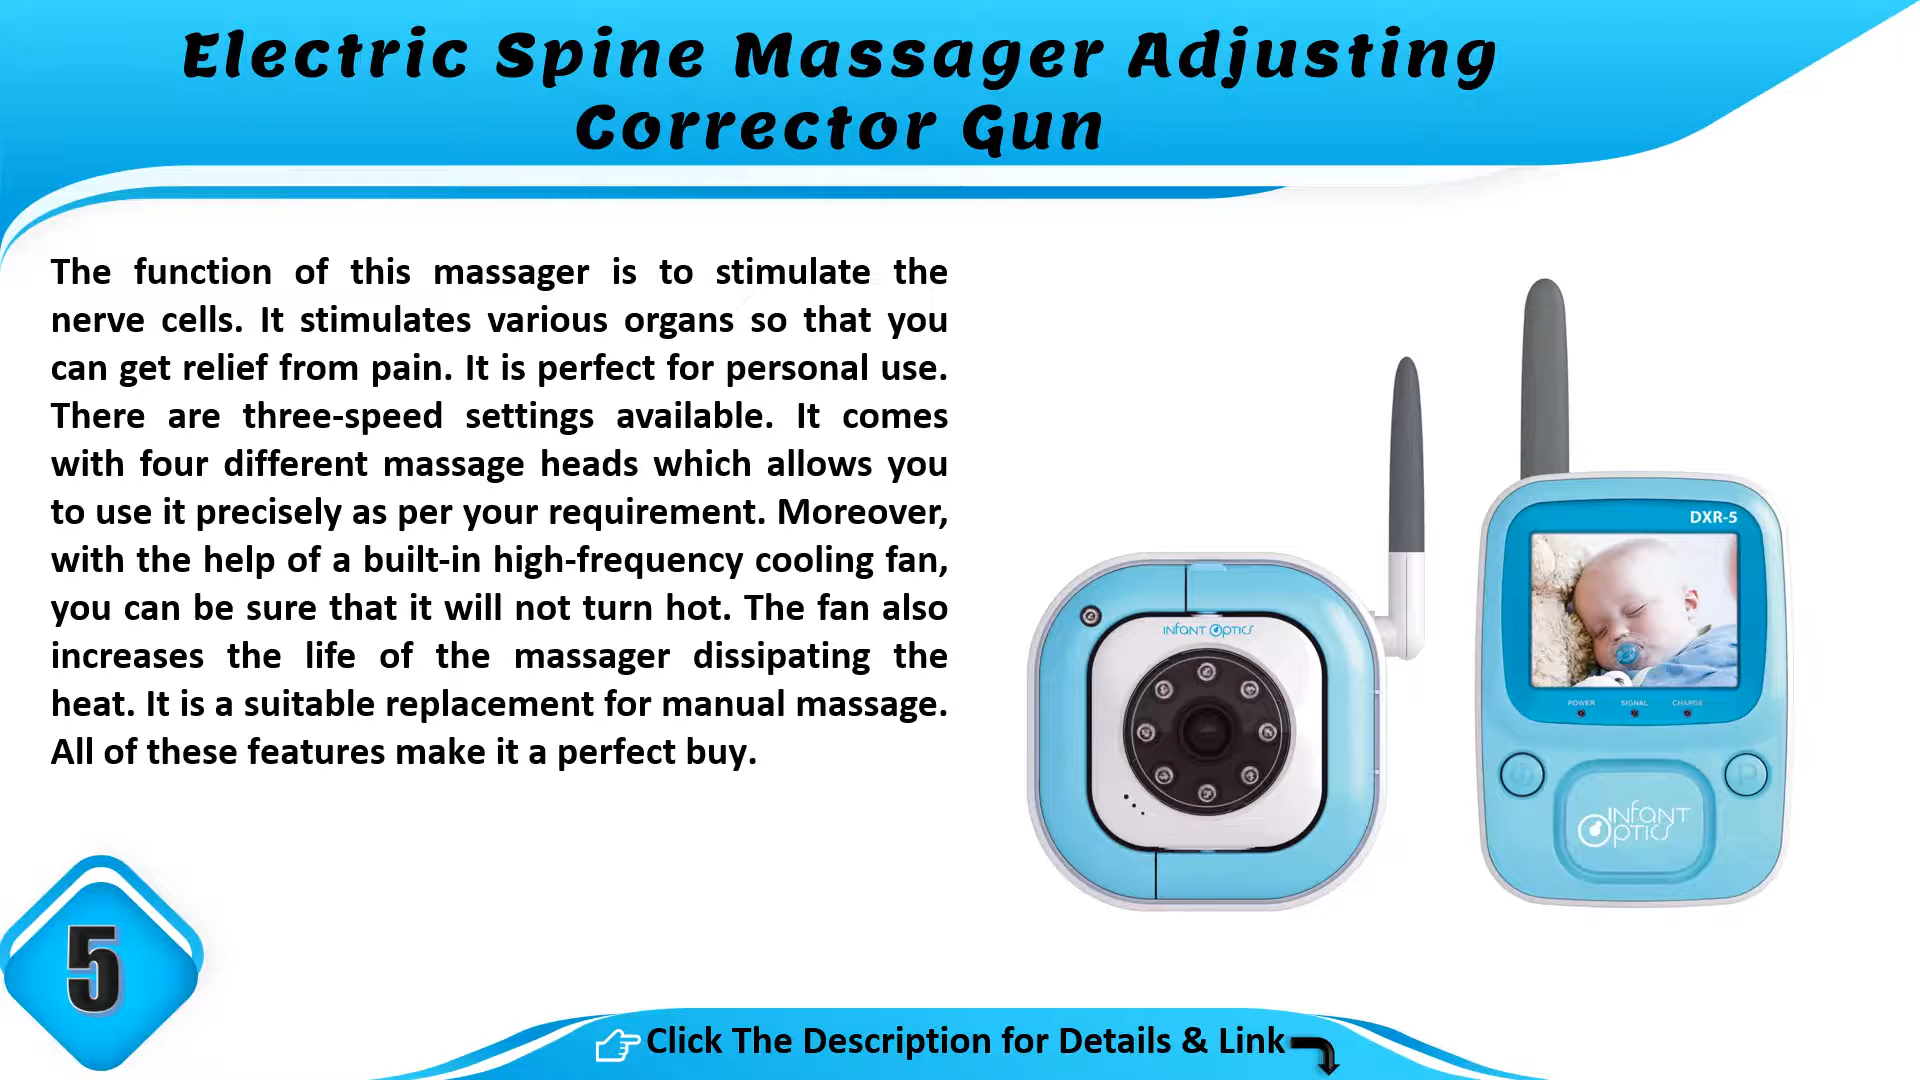 Electric Spine Massager Adjusting
Corrector Gun
The function of this massager is to stimulate the
nerve cells. It stimulates various organs so that you
can get relief from pain. It is perfect for personal use.
There are three-speed settings available. It comes
with four different massage heads which allows you
to use it precisely as per your requirement. Moreover,
with the help of a built-in high-frequency cooling fan,
you can be sure that it will not turn hot. The fan also
increases the life of the massager dissipating the
heat. It is a suitable replacement for manual massage.
All of these features make it a perfect buy.
DXR-5
INFANT OPTICS
POWER SIGNAL CHARGE
P
INFANT
OPTICS
5
Click The Description for Details & Link